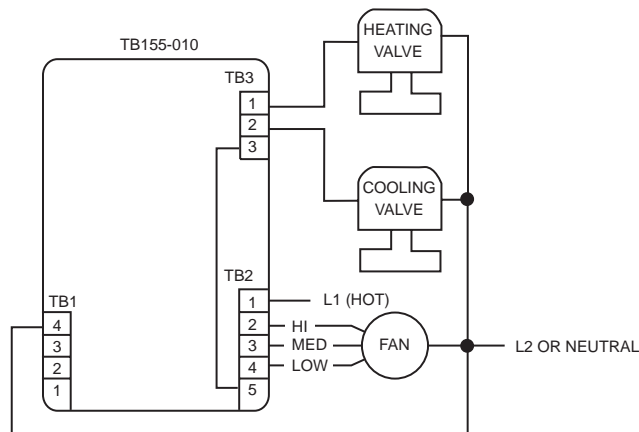 TB155-010
HEATING
VALVE
TB3
1
2
3
COOLING
VALVE
TB2
1 L1 (HOT)
2 HI
3 MED
4 LOW
5
FAN
L2 OR NEUTRAL
TB1
4
3
2
1